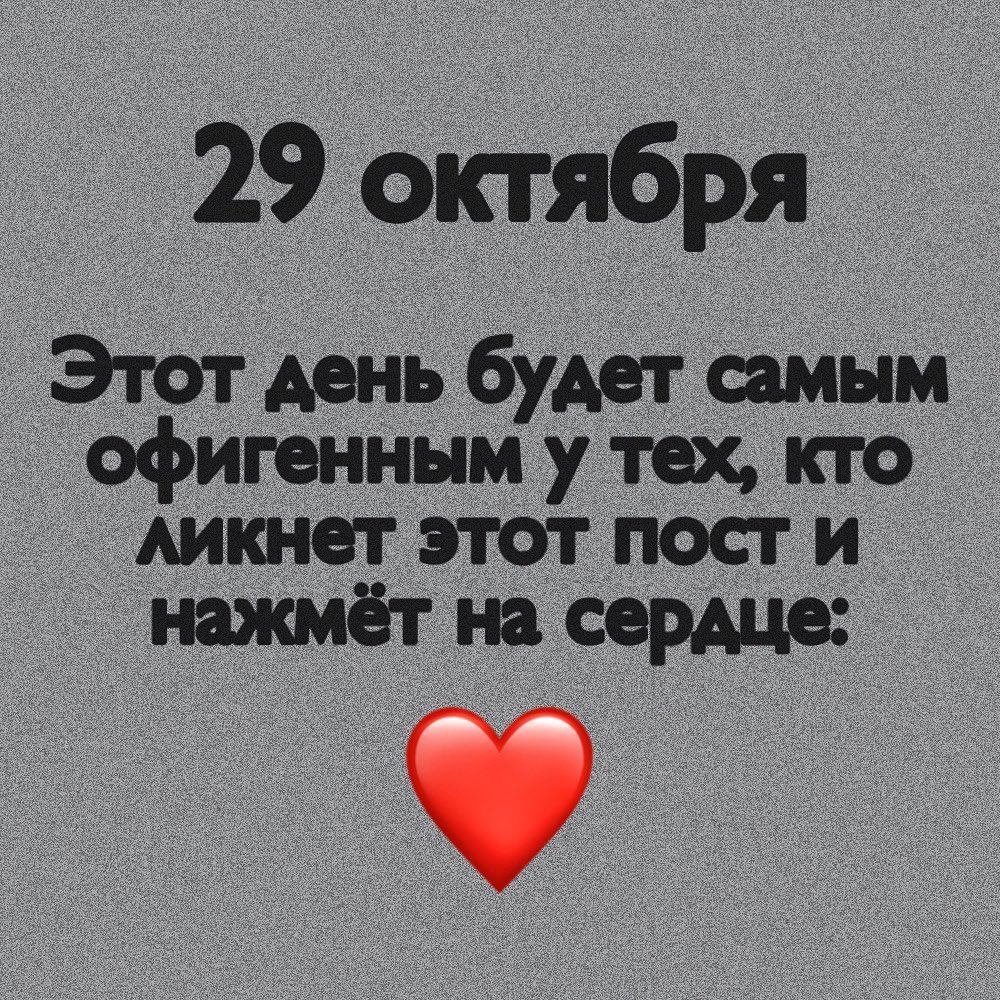 29 октября
Этот день будет самым
офигенным у тех, кто
ликнет этот пост и
нажмёт на сердце: